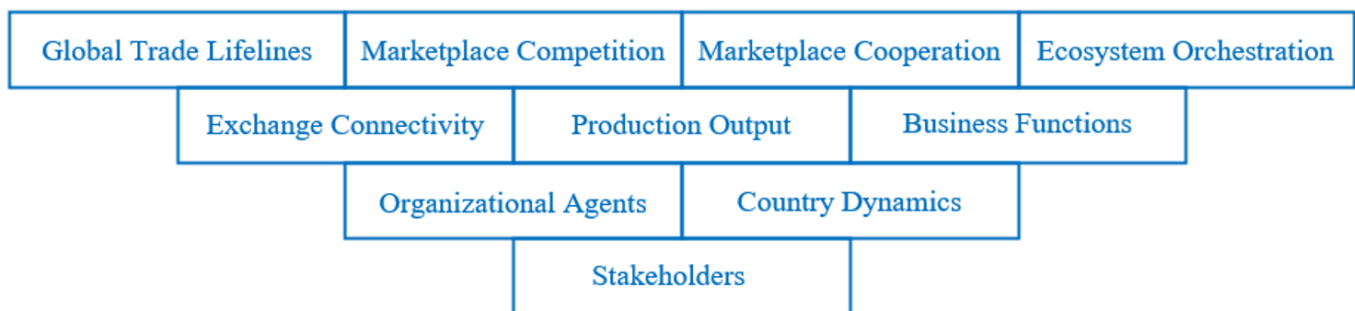 Global Trade Lifelines
Marketplace Competition
Marketplace Cooperation
Ecosystem Orchestration
Exchange Connectivity
Production Output
Business Functions
Organizational Agents
Country Dynamics
Stakeholders